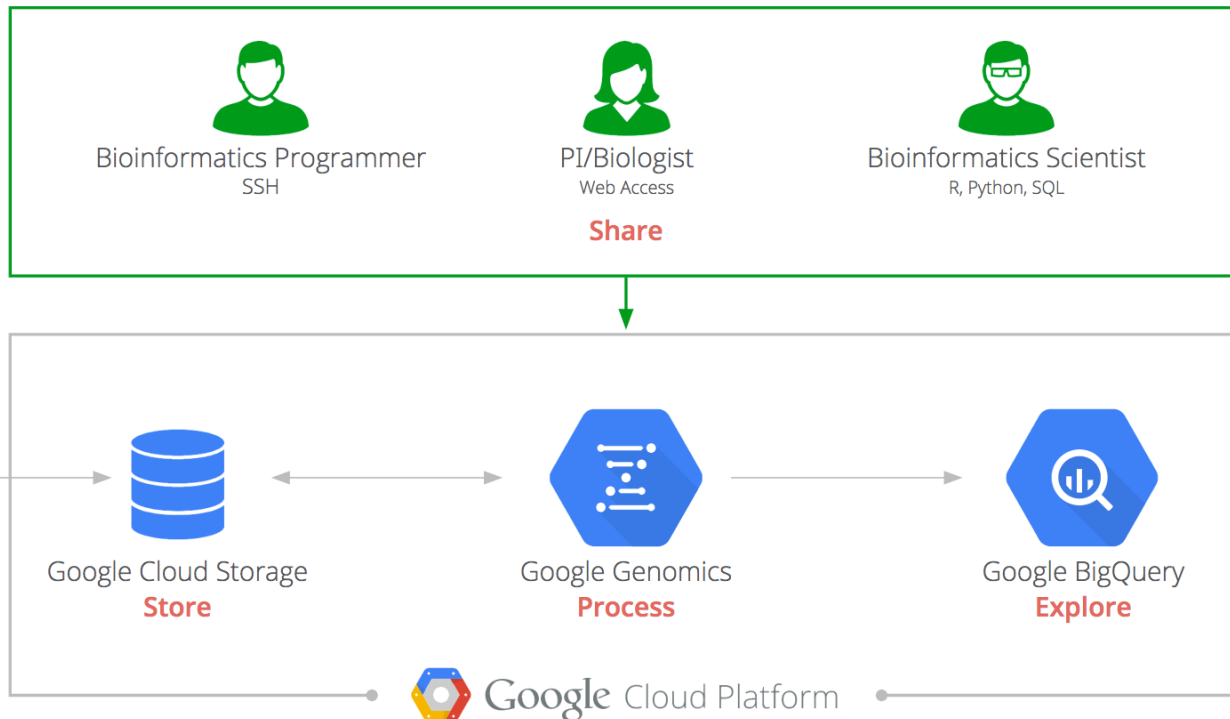 Bioinformatics Programmer
SSH
PI/Biologist
Web Access
Bioinformatics Scientist
R, Python, SQL
Share
Google Cloud Storage
Store
Google Genomics
Process
Google BigQuery
Explore
Google Cloud Platform